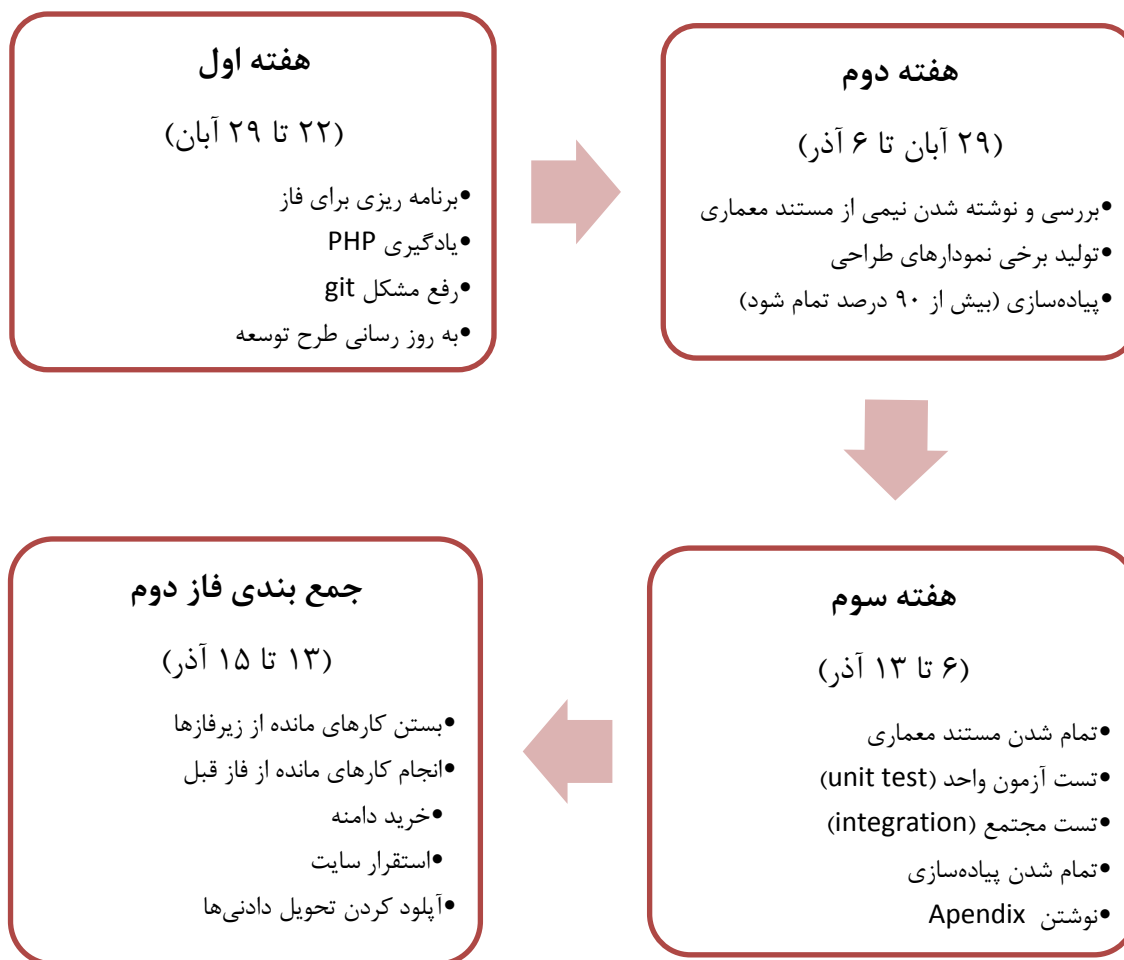 هفته اول
(۲۲ تا ۲۹ آبان)
•برنامه ریزی برای فاز
•یادگیری PHP
•رفع مشکل git
•به روز رسانی طرح توسعه
هفته دوم
(۲۹ آبان تا ۶ آذر)
•بررسی و نوشته شدن نیمی از مستند معماری
•تولید برخی نمودارهای طراحی
•پیاده‌سازی (بیش از ۹۰ درصد تمام شود)
هفته سوم
(۶ تا ۱۳ آذر)
•تمام شدن مستند معماری
•تست آزمون واحد (unit test)
•تست مجتمع (integration)
•تمام شدن پیاده‌سازی
•نوشتن Apendix
جمع بندی فاز دوم
(۱۳ تا ۱۵ آذر)
•بستن کارهای مانده از زیرفازها
•انجام کارهای مانده از فاز قبل
•خرید دامنه
•استقرار سایت
•آپلود کردن تحویل دادنی‌ها